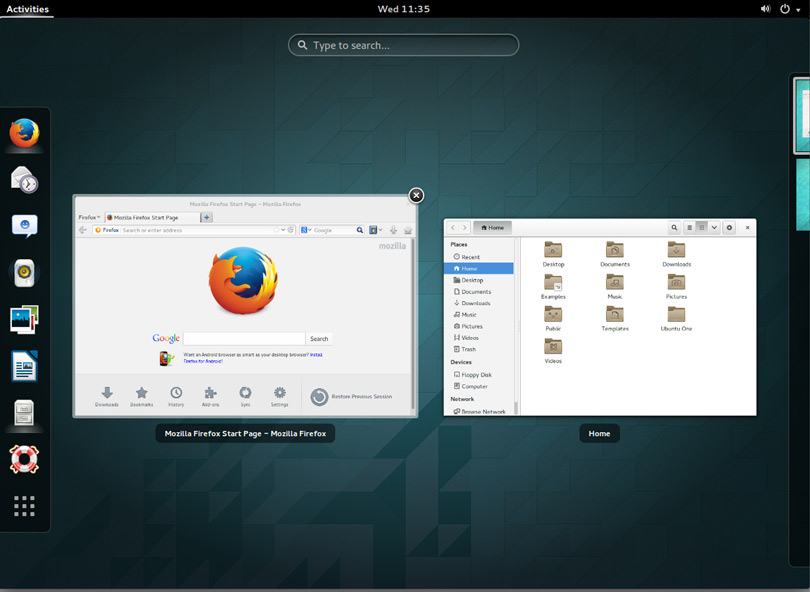 Activities
Wed 11:35
Type to search...
Mozilla Firefox Start Page - Mozilla Firefox
Firefox
Mozilla Firefox Start Page
Firefox
Search or enter address
Google
mozilla
Google
Search
Want an Android browser as smart as your desktop browser? Install
Firefox for Android!
Downloads
Bookmarks
History
Add-ons
Sync
Settings
Restore Previous Session
Mozilla Firefox Start Page – Mozilla Firefox
Home
Places
Recent
Home
Desktop
Documents
Downloads
Music
Pictures
Videos
Trash
Devices
Floppy Disk
Computer
Network
Browse Network
Desktop
Documents
Downloads
Examples
Music
Pictures
Public
Templates
Ubuntu One
Videos
Home